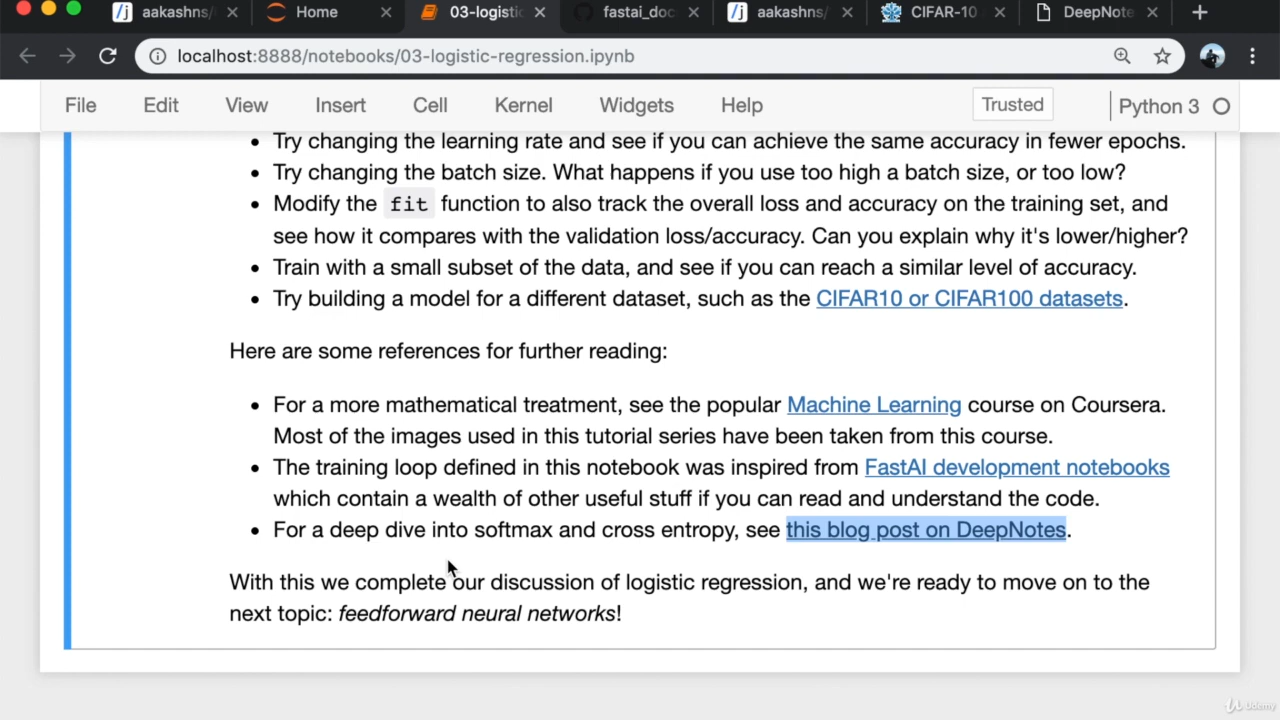 aakashns/
Home
03-logistic
fastai_doc
aakashns/
CIFAR-10
DeepNote
localhost:8888/notebooks/03-logistic-regression.ipynb
File Edit View Insert Cell Kernel Widgets Help Trusted Python 3
Try changing the learning rate and see if you can achieve the same accuracy in fewer epochs.
Try changing the batch size. What happens if you use too high a batch size, or too low?
Modify the fit function to also track the overall loss and accuracy on the training set, and
see how it compares with the validation loss/accuracy. Can you explain why it's lower/higher?
Train with a small subset of the data, and see if you can reach a similar level of accuracy.
Try building a model for a different dataset, such as the CIFAR10 or CIFAR100 datasets.
Here are some references for further reading:
For a more mathematical treatment, see the popular Machine Learning course on Coursera.
Most of the images used in this tutorial series have been taken from this course.
The training loop defined in this notebook was inspired from FastAI development notebooks
which contain a wealth of other useful stuff if you can read and understand the code.
For a deep dive into softmax and cross entropy, see this blog post on DeepNotes.
With this we complete our discussion of logistic regression, and we're ready to move on to the
next topic: feedforward neural networks!
Udemy